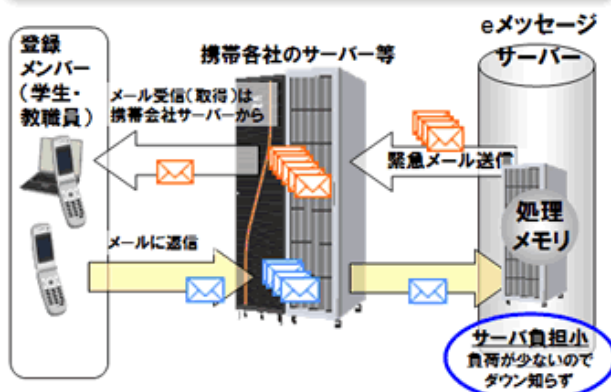 登録
メンバー
(学生・
教職員)
携帯各社のサーバー等
eメッセージ
サーバー
メール受信(取得)は
携帯会社サーバーから
緊急メール送信
処理
メモリ
メールに返信
サーバ負担小
負荷が少ないので
ダウン知らず